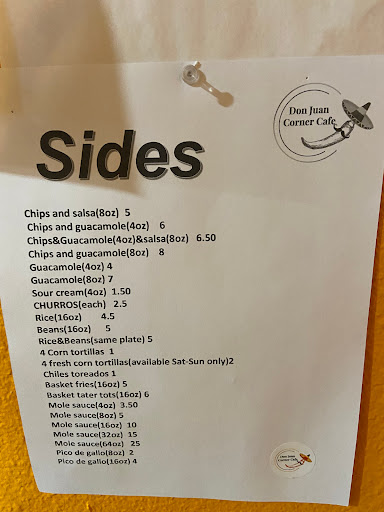 Don Juan
Corner Cafe
Sides
Chips and salsa(8oz) 5
Chips and guacamole(4oz) 6
Chips&Guacamole(4oz)&salsa(8oz) 6.50
Chips and guacamole(8oz) 8
Guacamole(4oz) 4
Guacamole(8oz) 7
Sour cream(4oz) 1.50
CHURROS(each) 2.5
Rice(16oz) 4.5
Beans(16oz) 5
Rice&Beans(same plate) 5
4 Corn tortillas 1
4 fresh corn tortillas(available Sat-Sun only)2
Chiles toreados 1
Basket fries(16oz) 5
Basket tater tots(16oz) 6
Mole sauce(4oz) 3.50
Mole sauce(8oz) 5
Mole sauce(16oz) 10
Mole sauce(32oz) 15
Mole sauce(64oz) 25
Pico de gallo(8oz) 2
Pico de gallo(16oz) 4
Don Juan
Corner Cafe